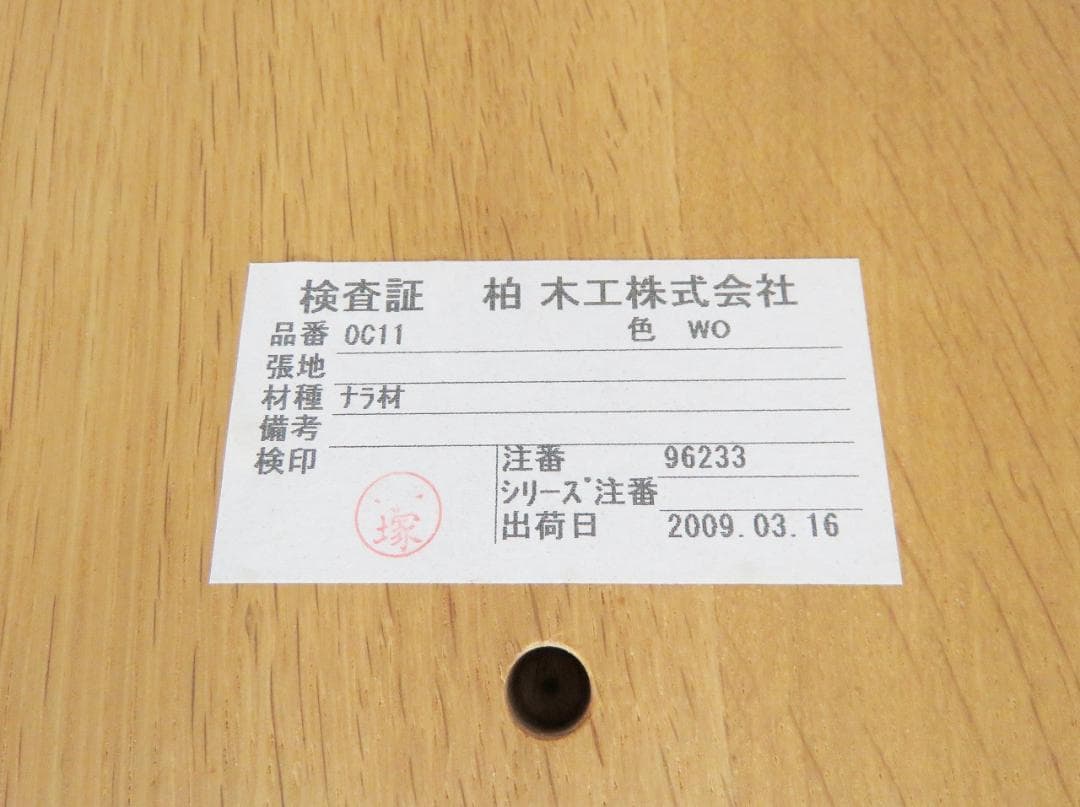 検査証 柏 木工株式会社
品番 OC11 色 WO
張地
材種 ﾅﾗ材
備考
検印 注番 96233
ｼﾘｰｽﾞ注番
出荷日 2009.03.16
塚